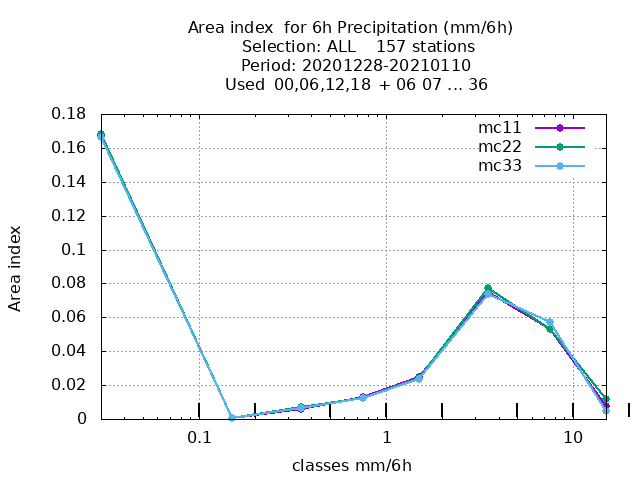 Area index  for 6h Precipitation (mm/6h)
Selection: ALL    157 stations
Period: 20201228-20210110
Used  00,06,12,18 + 06 07 ... 36
mc11
mc22
mc33
0.18
0.16
0.14
0.12
0.1
0.08
0.06
0.04
0.02
0
Area index
0.1
1
10
classes mm/6h